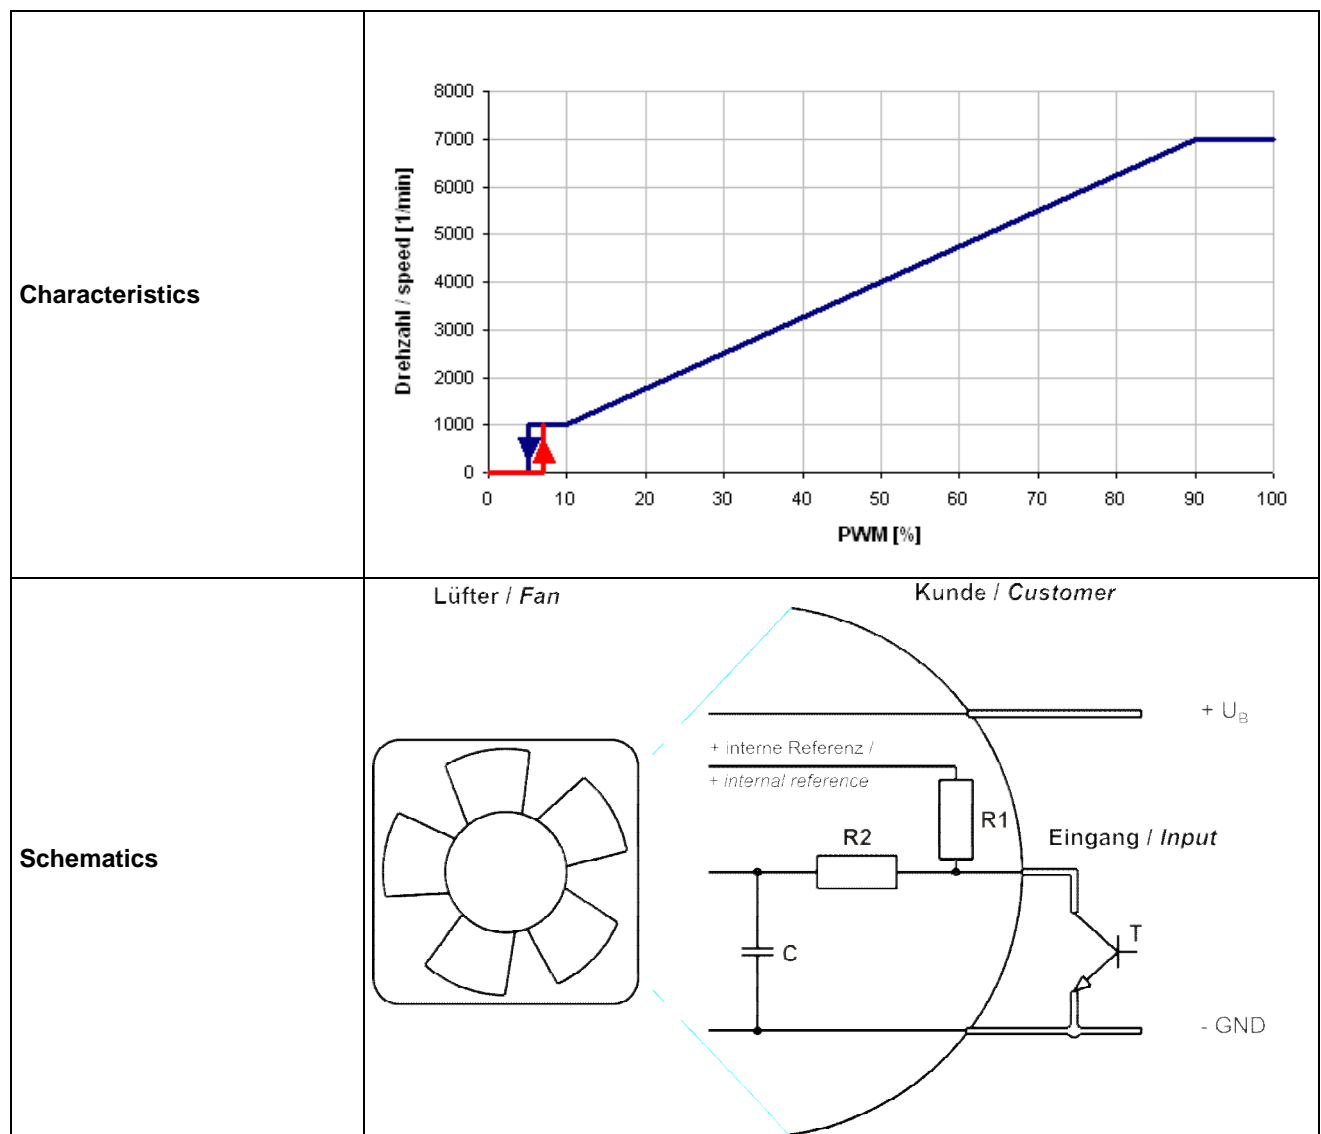 Characteristics
Drehzahl / speed [1/min]
8000
7000
6000
5000
4000
3000
2000
1000
0
0 10 20 30 40 50 60 70 80 90 100
PWM [%]
Schematics
Lüfter / Fan
Kunde / Customer
+ U_B
+ interne Referenz /
+ internal reference
R1
R2
Eingang / Input
C
T
- GND